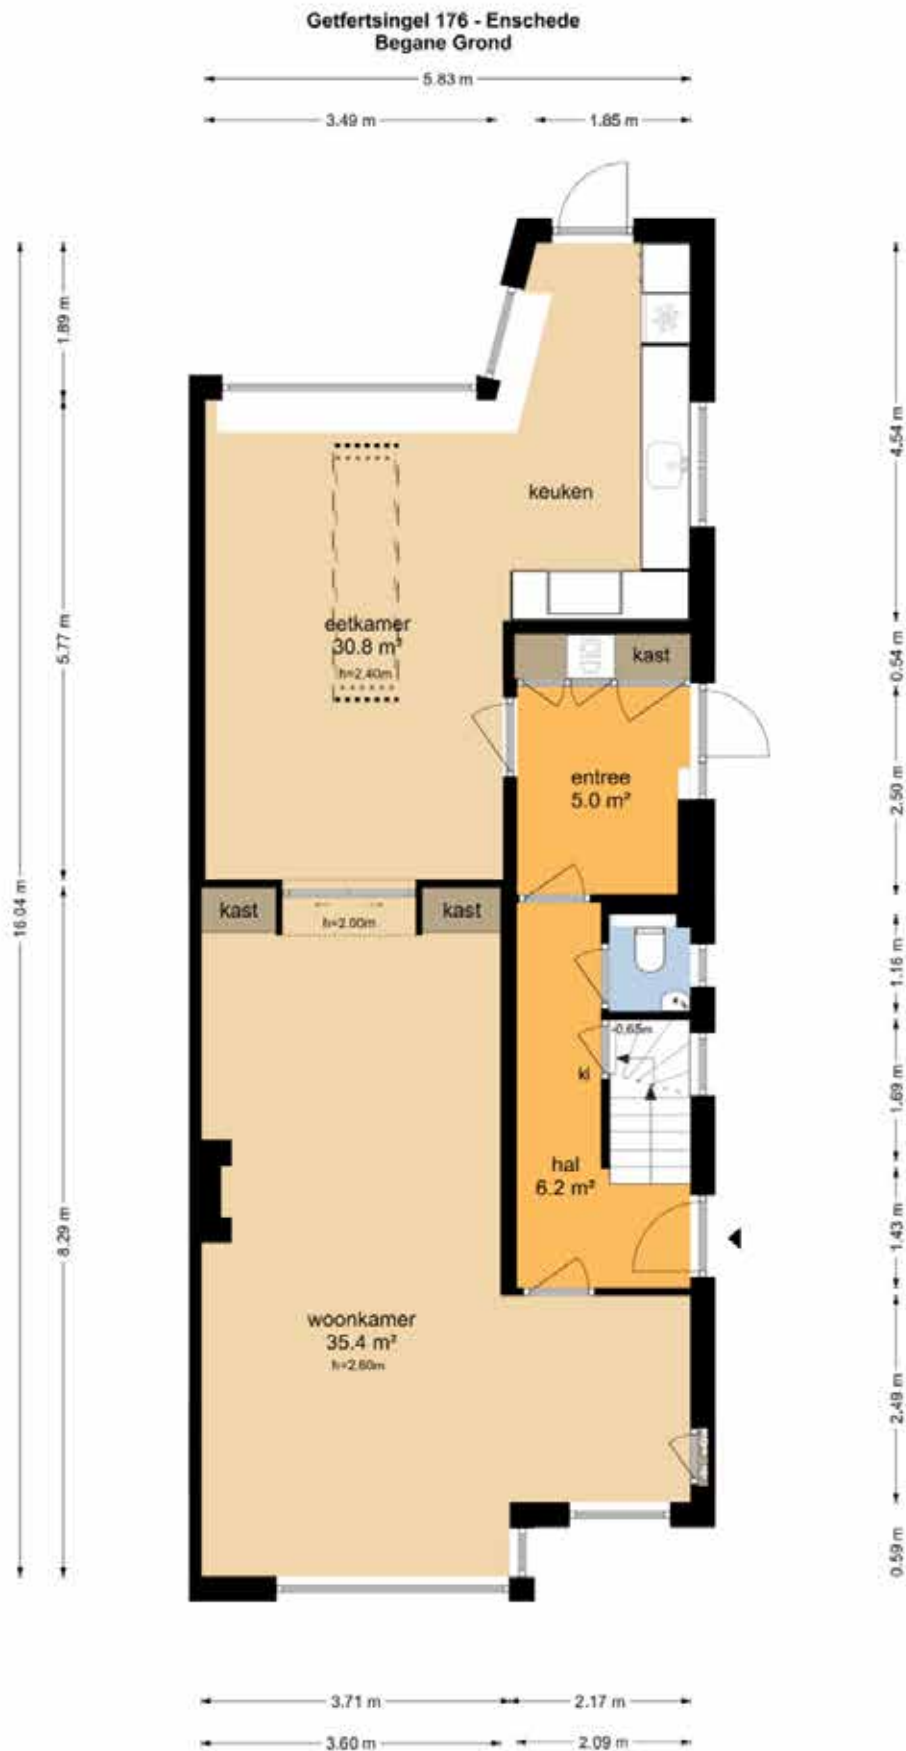 Getfertsingel 176 - Enschede
Begane Grond
5.83 m
3.49 m
1.85 m
1.89 m
4.54 m
keuken
5.77 m
eetkamer
30.8 m²
h=2.40m
0.54 m
kast
entree
5.0 m²
2.50 m
16.04 m
kast
kast
h=2.00m
1.16 m
-0.65m
kl
1.69 m
hal
6.2 m²
1.43 m
8.29 m
woonkamer
35.4 m²
h=2.60m
2.49 m
0.59 m
3.71 m
2.17 m
3.60 m
2.09 m